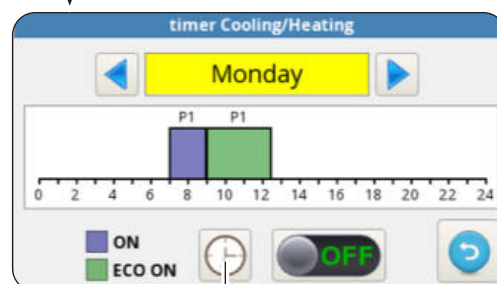 timer Cooling/Heating
Monday
P1 P1
0 2 4 6 8 10 12 14 16 18 20 22 24
ON
ECO ON
OFF